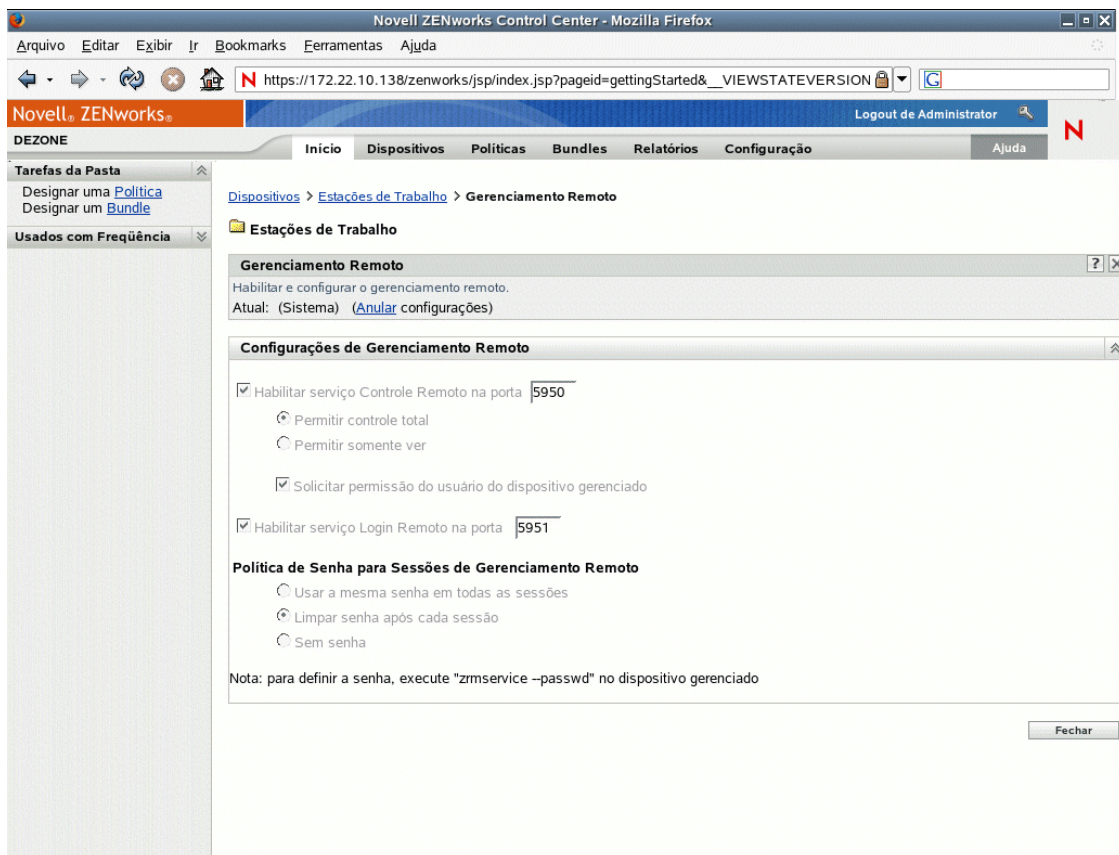 Novell ZENworks Control Center - Mozilla Firefox
Arquivo Editar Exibir Ir Bookmarks Ferramentas Ajuda
N https://172.22.10.138/zenworks/jsp/index.jsp?pageid=gettingStarted&__VIEWSTATEVERSION G
Novell® ZENworks®
Logout de Administrator
N
DEZONE
Início Dispositivos Políticas Bundles Relatórios Configuração Ajuda
Tarefas da Pasta
Designar uma Política
Designar um Bundle
Usados com Freqüência
Dispositivos > Estações de Trabalho > Gerenciamento Remoto
Estações de Trabalho
Gerenciamento Remoto ?
Habilitar e configurar o gerenciamento remoto.
Atual: (Sistema) (Anular configurações)
Configurações de Gerenciamento Remoto
Habilitar serviço Controle Remoto na porta 5950
Permitir controle total
Permitir somente ver
Solicitar permissão do usuário do dispositivo gerenciado
Habilitar serviço Login Remoto na porta 5951
Política de Senha para Sessões de Gerenciamento Remoto
Usar a mesma senha em todas as sessões
Limpar senha após cada sessão
Sem senha
Nota: para definir a senha, execute "zrmservice --passwd" no dispositivo gerenciado
Fechar